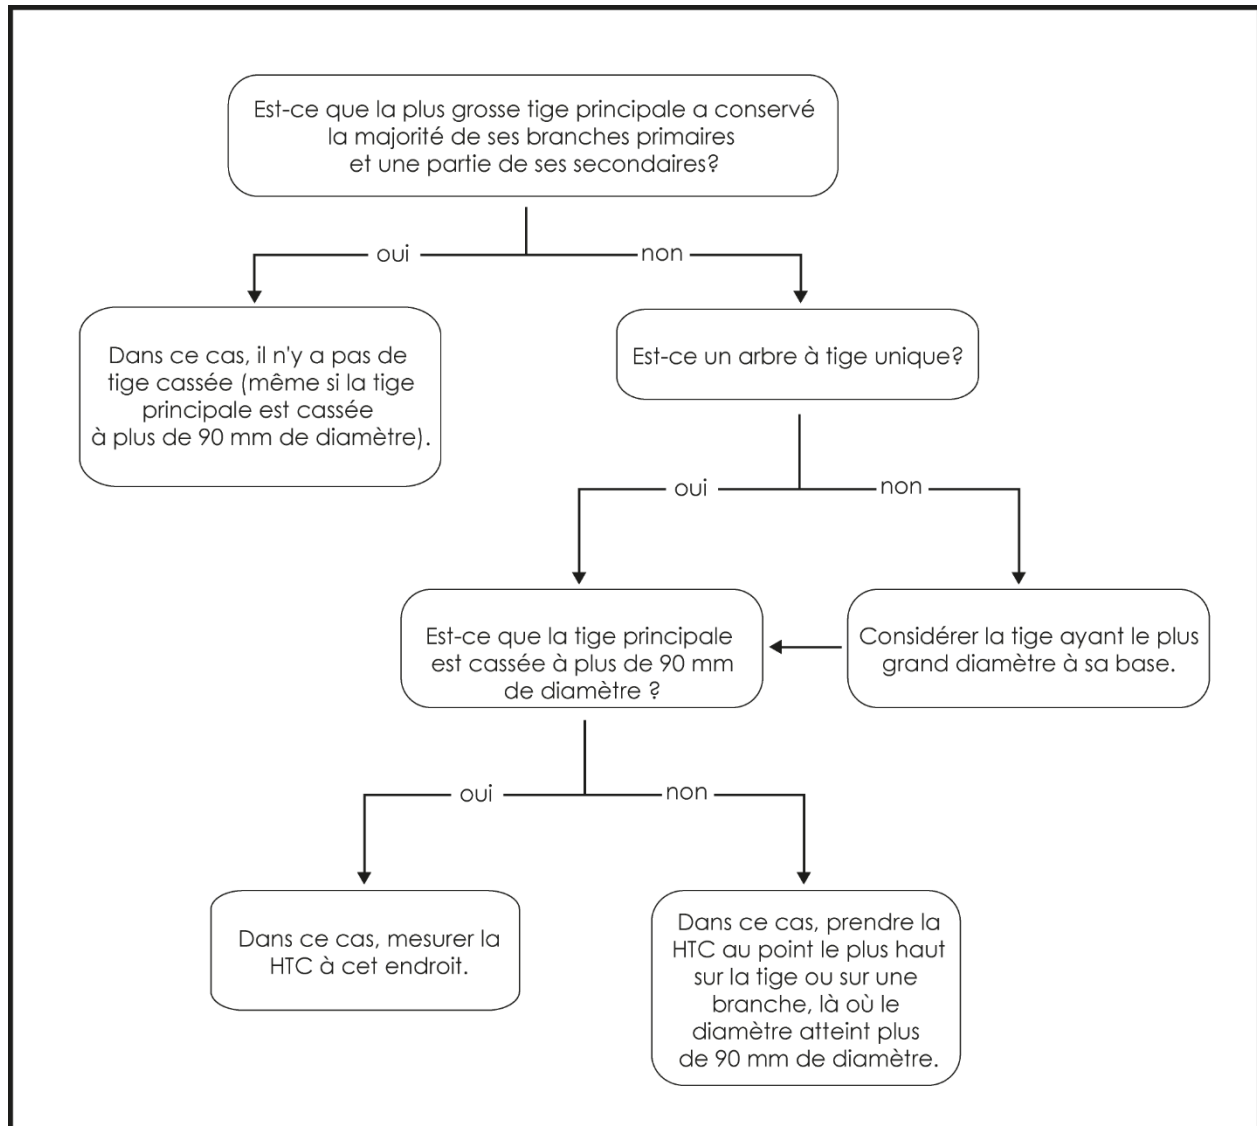 Est-ce que la plus grosse tige principale a conservé
la majorité de ses branches primaires
et une partie de ses secondaires?
oui
non
Dans ce cas, il n'y a pas de
tige cassée (même si la tige
principale est cassée
à plus de 90 mm de diamètre).
Est-ce un arbre à tige unique?
oui
non
Est-ce que la tige principale
est cassée à plus de 90 mm
de diamètre ?
Considérer la tige ayant le plus
grand diamètre à sa base.
oui
non
Dans ce cas, mesurer la
HTC à cet endroit.
Dans ce cas, prendre la
HTC au point le plus haut
sur la tige ou sur une
branche, là où le
diamètre atteint plus
de 90 mm de diamètre.